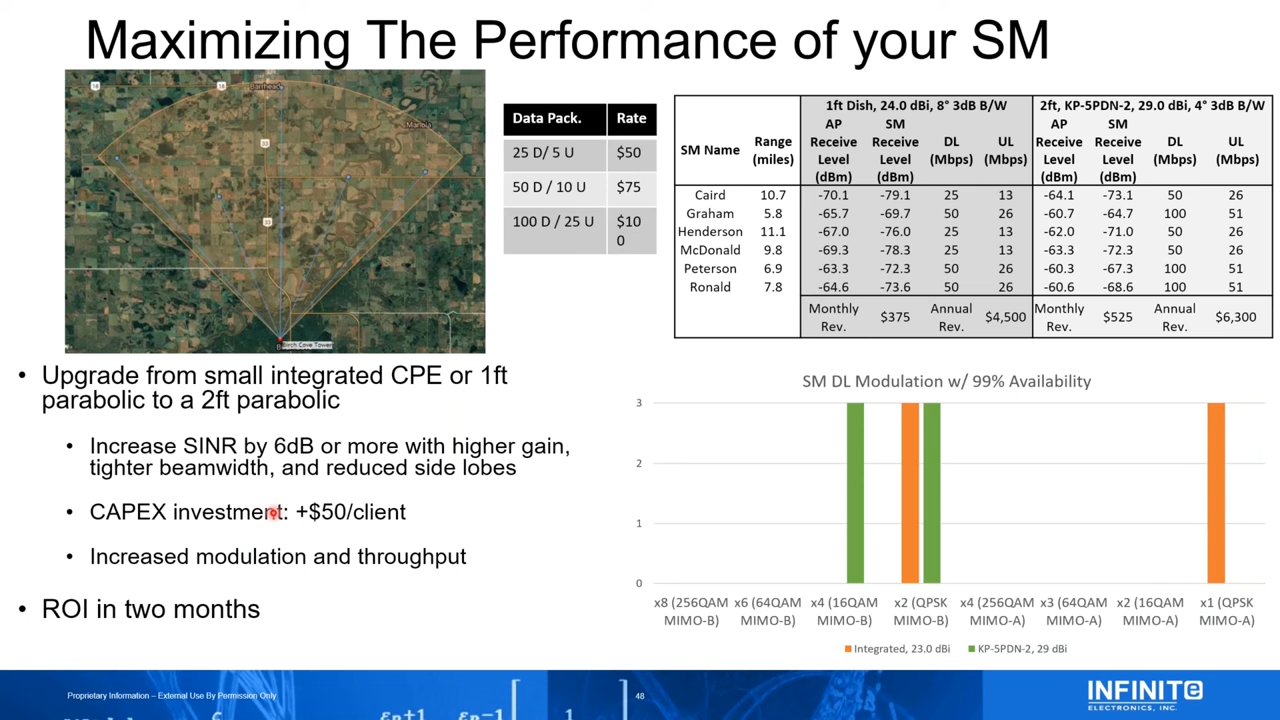 Maximizing The Performance of your SM
18
18
Barrhead
Manola
33
33
Birch Cove Tower
Data Pack. Rate
25 D/ 5 U $50
50 D / 10 U $75
100 D / 25 U $10
0
1ft Dish, 24.0 dBi, 8° 3dB B/W 2ft, KP-5PDN-2, 29.0 dBi, 4° 3dB B/W
SM Name Range (miles) AP Receive Level (dBm) SM Receive Level (dBm) DL (Mbps) UL (Mbps) AP Receive Level (dBm) SM Receive Level (dBm) DL (Mbps) UL (Mbps)
Caird 10.7 -70.1 -79.1 25 13 -64.1 -73.1 50 26
Graham 5.8 -65.7 -69.7 50 26 -60.7 -64.7 100 51
Henderson 11.1 -67.0 -76.0 25 13 -62.0 -71.0 50 26
McDonald 9.8 -69.3 -78.3 25 13 -63.3 -72.3 50 26
Peterson 6.9 -63.3 -72.3 50 26 -60.3 -67.3 100 51
Ronald 7.8 -64.6 -73.6 50 26 -60.6 -68.6 100 51
Monthly Rev. $375 Annual Rev. $4,500 Monthly Rev. $525 Annual Rev. $6,300
• Upgrade from small integrated CPE or 1ft
parabolic to a 2ft parabolic
• Increase SINR by 6dB or more with higher gain,
tighter beamwidth, and reduced side lobes
• CAPEX investment: +$50/client
• Increased modulation and throughput
• ROI in two months
SM DL Modulation w/ 99% Availability
3
2
1
0
x8 (256QAM MIMO-B) x6 (64QAM MIMO-B) x4 (16QAM MIMO-B) x2 (QPSK MIMO-B) x4 (256QAM MIMO-A) x3 (64QAM MIMO-A) x2 (16QAM MIMO-A) x1 (QPSK MIMO-A)
Integrated, 23.0 dBi KP-5PDN-2, 29 dBi
Proprietary Information – External Use By Permission Only
48
INFINITE
ELECTRONICS, INC.